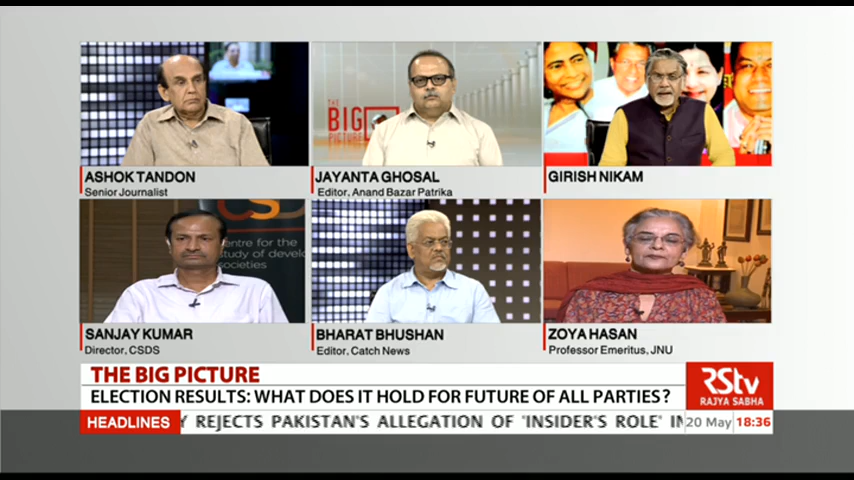 THE
BIG
PICTURE
ASHOK TANDON
Senior Journalist
JAYANTA GHOSAL
Editor, Anand Bazar Patrika
GIRISH NIKAM
CSD
entre for the
tudy of develo
ocieties
SANJAY KUMAR
Director, CSDS
BHARAT BHUSHAN
Editor, Catch News
ZOYA HASAN
Professor Emeritus, JNU
THE BIG PICTURE
ELECTION RESULTS: WHAT DOES IT HOLD FOR FUTURE OF ALL PARTIES?
RStv
RAJYA SABHA
HEADLINES
Y REJECTS PAKISTAN'S ALLEGATION OF 'INSIDER'S ROLE' IN
20 May 18:36